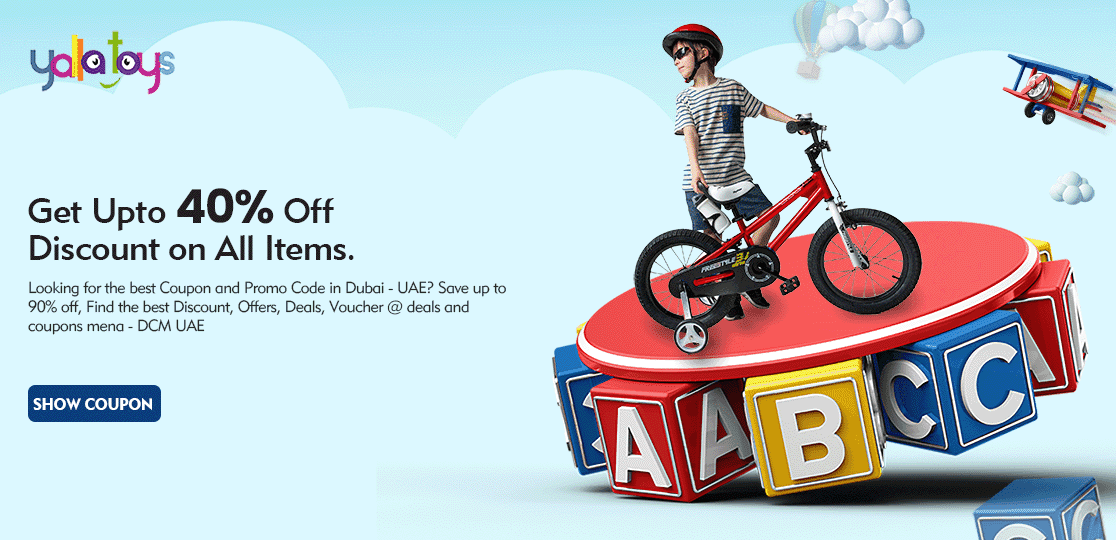 yallatoys
Get Upto 40% Off
Discount on All Items.
Looking for the best Coupon and Promo Code in Dubai - UAE? Save up to
90% off, Find the best Discount, Offers, Deals, Voucher @ deals and
coupons mena - DCM UAE
SHOW COUPON
FREESTYLE
A A B C C A
C